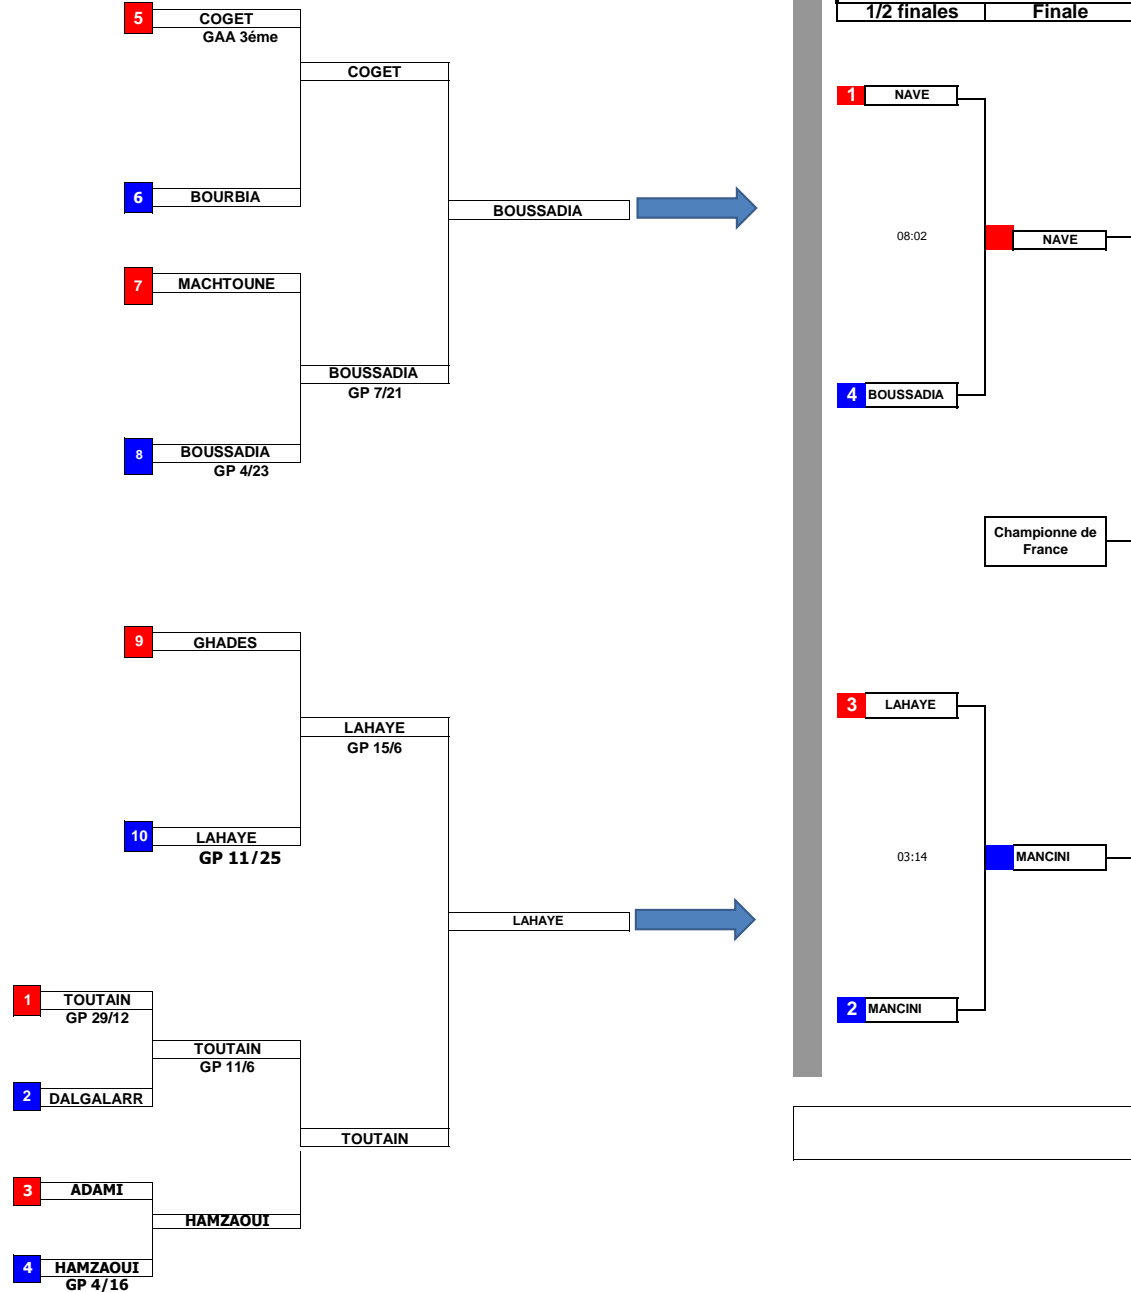 5
COGET
GAA 3éme
COGET
6
BOURBIA
BOUSSADIA
7
MACHTOUNE
BOUSSADIA
GP 7/21
8
BOUSSADIA
GP 4/23
9
GHADES
LAHAYE
GP 15/6
10
LAHAYE
GP 11/25
LAHAYE
1
TOUTAIN
GP 29/12
TOUTAIN
GP 11/6
2
DALGALARR
TOUTAIN
3
ADAMI
HAMZAOUI
4
HAMZAOUI
GP 4/16
1/2 finales
Finale
1
NAVE
08:02
NAVE
4
BOUSSADIA
Championne de
France
3
LAHAYE
03:14
MANCINI
2
MANCINI